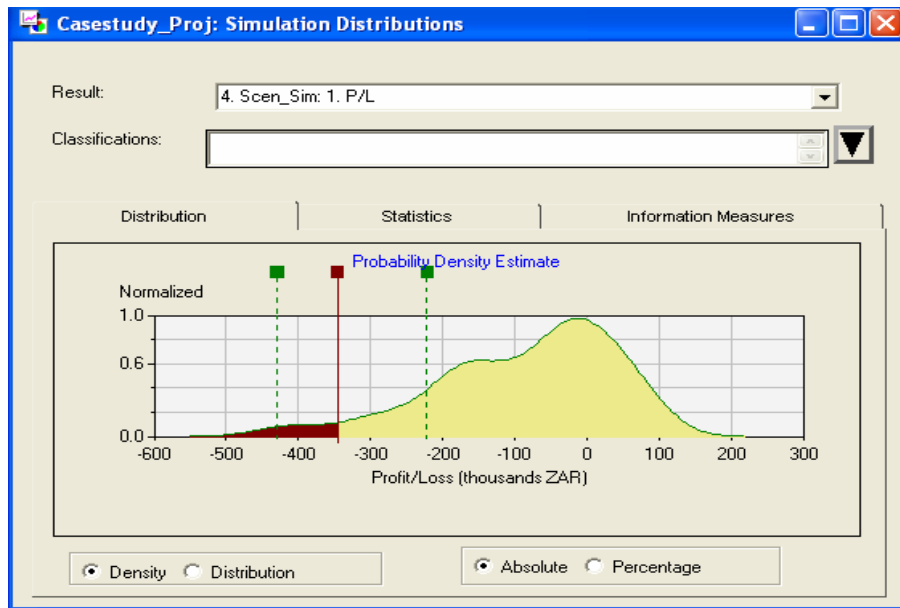 Casestudy_Proj: Simulation Distributions
Result:
4. Scen_Sim: 1. P/L
Classifications:
Distribution Statistics Information Measures
Probability Density Estimate
Normalized
1.0
0.6
0.0
-600 -500 -400 -300 -200 -100 0 100 200 300
Profit/Loss (thousands ZAR)
Density Distribution Absolute Percentage